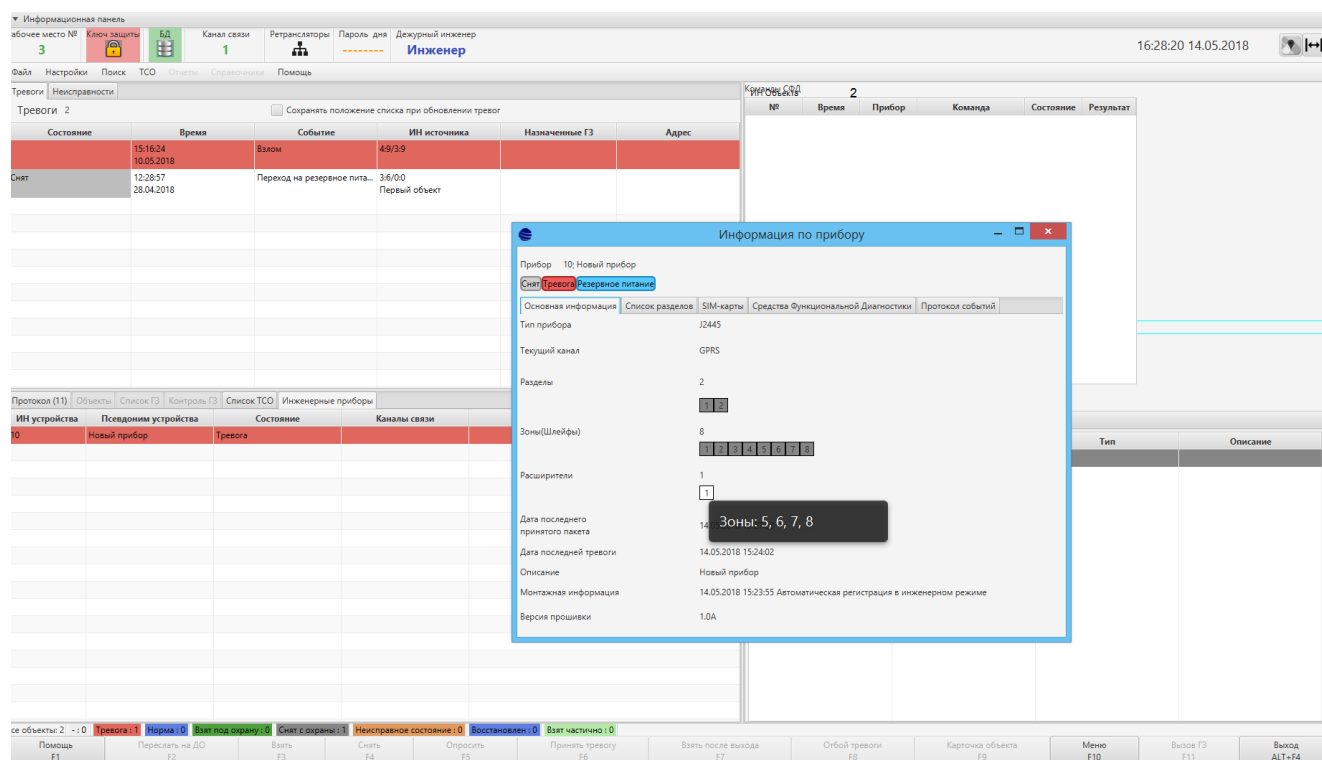 Информационная панель
абочее место № Ключ защиты БД Канал связи Ретрансляторы Пароль дня Дежурный инженер
3 1 -------- Инженер 16:28:20 14.05.2018
Файл Настройки Поиск ТСО Отчеты Справочники Помощь
Тревоги Неисправности
Тревоги 2 Сохранять положение списка при обновлении тревог
Состояние Время Событие ИН источника Назначенные ГЗ Адрес
15:16:24 Взлом 4:9/3:9
10.05.2018
Снят 12:28:57 Переход на резервное пита... 3:6/0:0
28.04.2018 Первый объект
Команды СФД
ИН Объекта 2
№ Время Прибор Команда Состояние Результат
Информация по прибору
Прибор 10; Новый прибор
Снят Тревога Резервное питание
Основная информация Список разделов SIM-карты Средства Функциональной Диагностики Протокол событий
Тип прибора J2445
Текущий канал GPRS
Разделы 2
1 2
Зоны(Шлейфы) 8
1 2 3 4 5 6 7 8
Расширители 1
1
Зоны: 5, 6, 7, 8
Дата последнего
принятого пакета 14
Дата последней тревоги 14.05.2018 15:24:02
Описание Новый прибор
Монтажная информация 14.05.2018 15:23:55 Автоматическая регистрация в инженерном режиме
Версия прошивки 1.0A
Протокол (11) Объекты Список ГЗ Контроль ГЗ Список ТСО Инженерные приборы
ИН устройства Псевдоним устройства Состояние Каналы связи
10 Новый прибор Тревога
Тип Описание
се объекты: 2 - : 0 Тревога : 1 Норма : 0 Взят под охрану : 0 Снят с охраны : 1 Неисправное состояние : 0 Восстановлен : 0 Взят частично : 0
Помощь Переслать на ДО Взять Снять Опросить Принять тревогу Взять после выхода Отбой тревоги Карточка объекта Меню Вызов ГЗ Выход
F1 F2 F3 F4 F5 F6 F7 F8 F9 F10 F11 ALT+F4